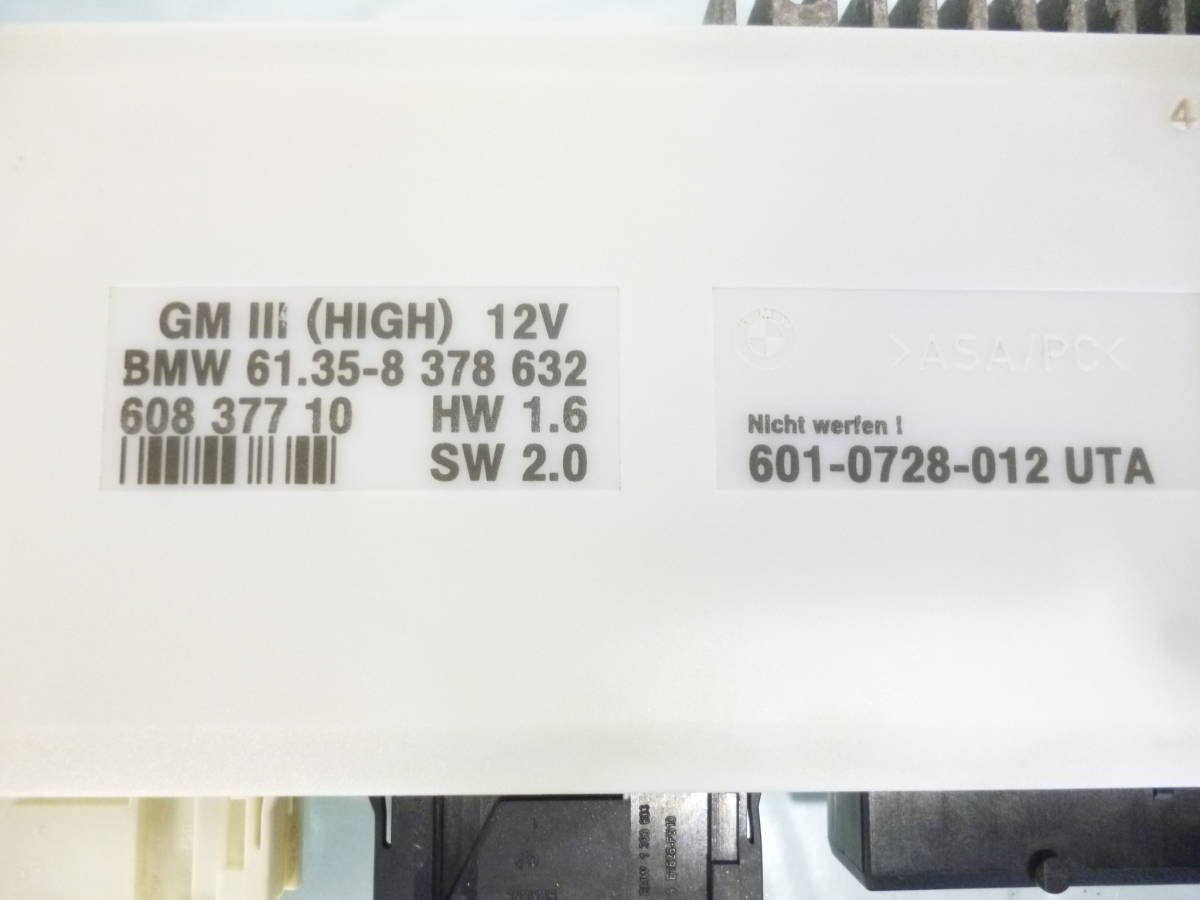 4
GM III (HIGH) 12V
BMW 61.35-8 378 632
608 377 10 HW 1.6
SW 2.0
>ASA/PC<
Nicht werfen !
601-0728-012 UTA